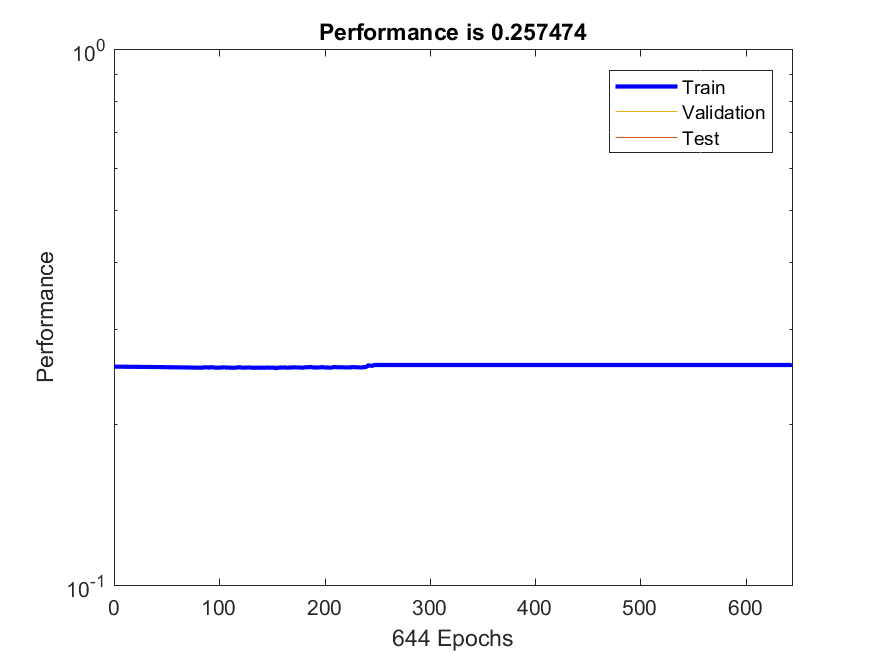 Performance is 0.257474
10^0
Train
Validation
Test
Performance
10^-1
0 100 200 300 400 500 600
644 Epochs